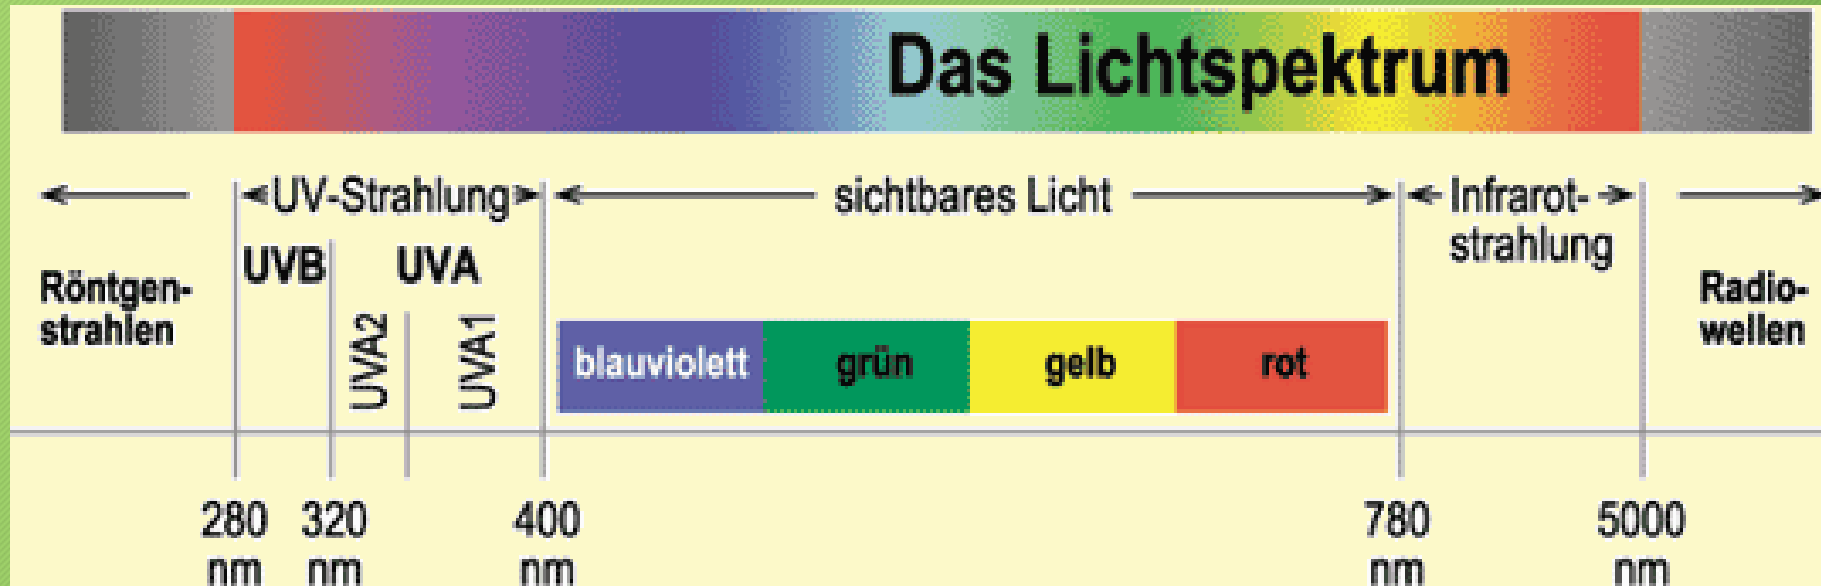 Das Lichtspektrum
UV-Strahlung
sichtbares Licht
Infrarot-
strahlung
UVB
UVA
Röntgen-
strahlen
Radio-
wellen
UVA2
UVA1
blauviolett
grün
gelb
rot
280
nm
320
nm
400
nm
780
nm
5000
nm